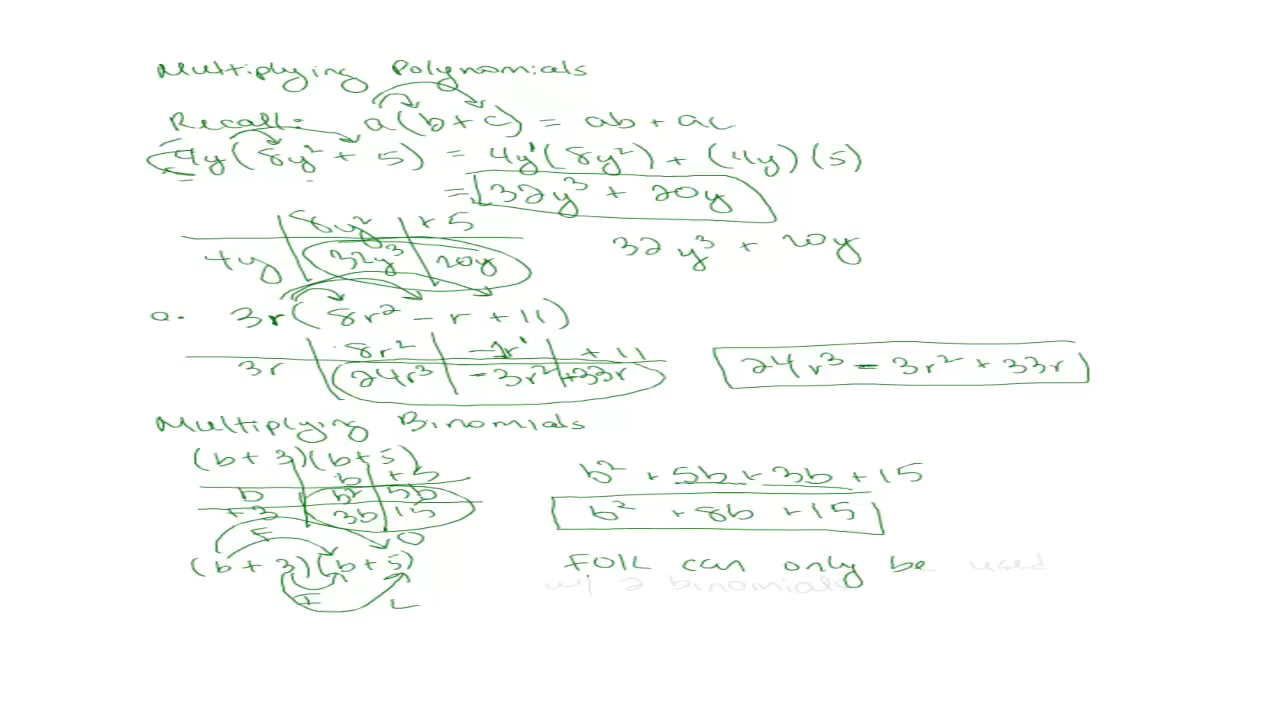 Multiplying Polynomials
Recall: a(b+c) = ab + ac
4y(8y² + 5) = 4y¹(8y²) + (4y)(5)
= 32y³ + 20y
8y² + 5
4y 32y³ 20y
32y³ + 20y
a. 3r(8r² - r + 11)
8r² -1r¹ + 11
3r 24r³ -3r² +33r
24r³ - 3r² + 33r
Multiplying Binomials
(b+3)(b+5)
b +5
b b² 5b
+3 3b 15
b² + 5b + 3b + 15
b² + 8b + 15
F O
(b+3)(b+5)
I L
FOIL can only be used
w/ 2 binomials